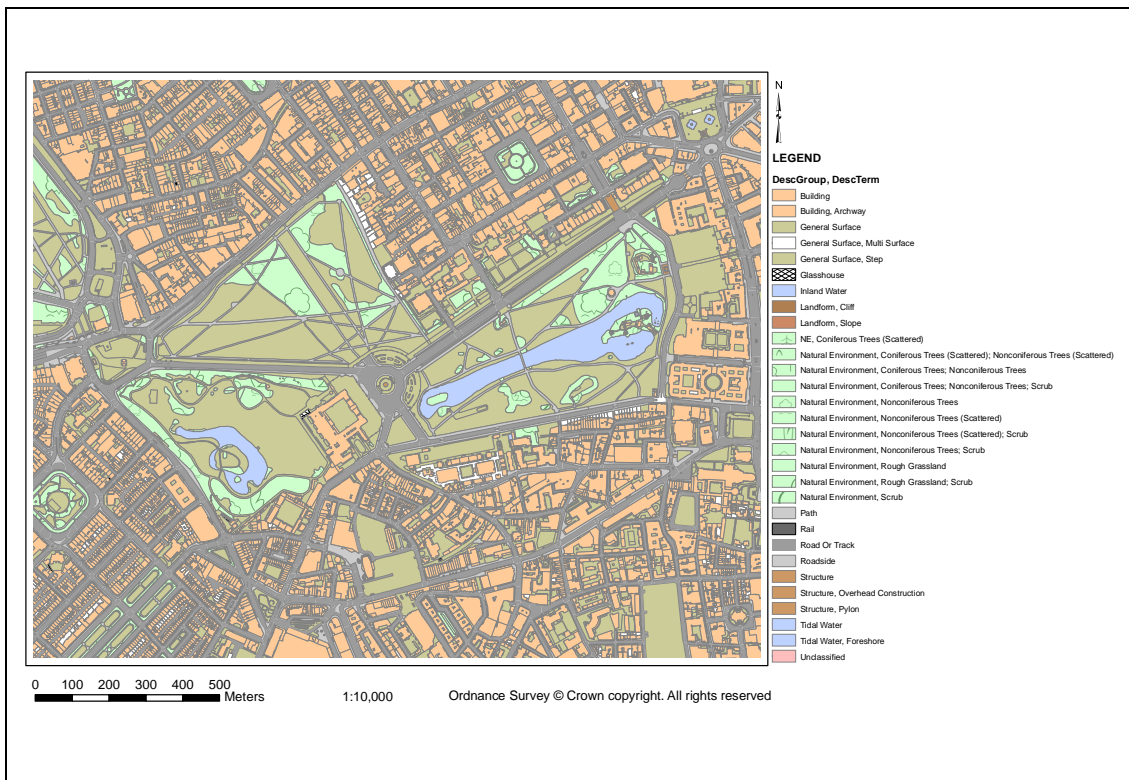 N
LEGEND
DescGroup, DescTerm
Building
Building, Archway
General Surface
General Surface, Multi Surface
General Surface, Step
Glasshouse
Inland Water
Landform, Cliff
Landform, Slope
NE, Coniferous Trees (Scattered)
Natural Environment, Coniferous Trees (Scattered); Nonconiferous Trees (Scattered)
Natural Environment, Coniferous Trees; Nonconiferous Trees
Natural Environment, Coniferous Trees; Nonconiferous Trees; Scrub
Natural Environment, Nonconiferous Trees
Natural Environment, Nonconiferous Trees (Scattered)
Natural Environment, Nonconiferous Trees (Scattered); Scrub
Natural Environment, Nonconiferous Trees; Scrub
Natural Environment, Rough Grassland
Natural Environment, Rough Grassland; Scrub
Natural Environment, Scrub
Path
Rail
Road Or Track
Roadside
Structure
Structure, Overhead Construction
Structure, Pylon
Tidal Water
Tidal Water, Foreshore
Unclassified
0 100 200 300 400 500
Meters
1:10,000
Ordnance Survey © Crown copyright. All rights reserved